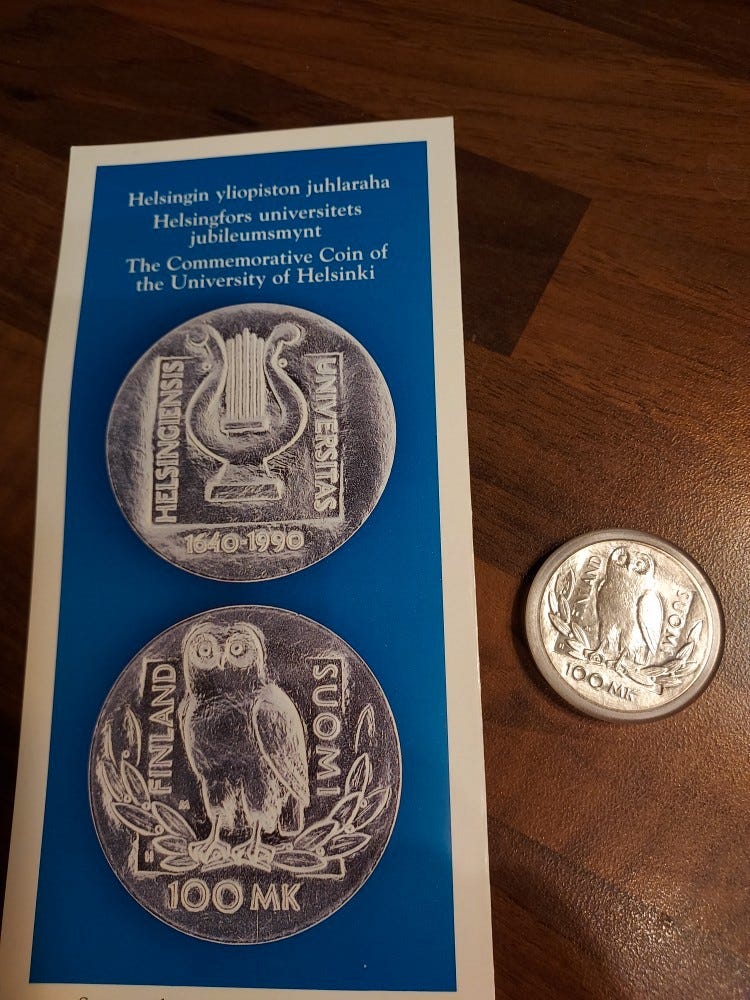 Helsingin yliopiston juhlaraha
Helsingfors universitets
jubileumsmynt
The Commemorative Coin of
the University of Helsinki
HELSINGIENSIS
UNIVERSITAS
1640-1990
FINLAND
SUOMI
100 MK
SUOMI
100 MK